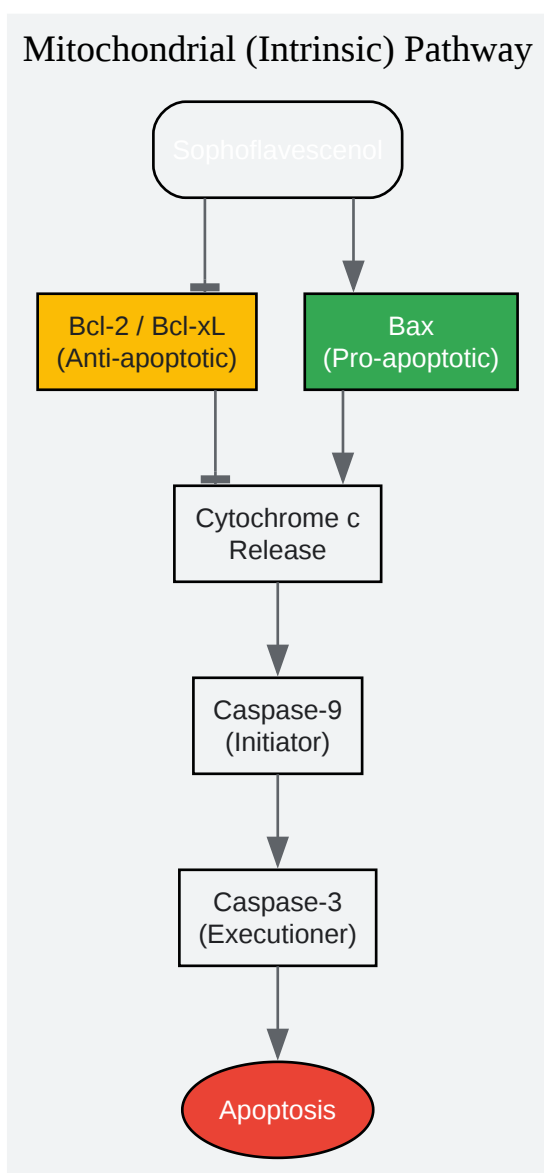 Mitochondrial (Intrinsic) Pathway
Sophoflavescenol
Bcl-2 / Bcl-xL
(Anti-apoptotic)
Bax
(Pro-apoptotic)
Cytochrome c
Release
Caspase-9
(Initiator)
Caspase-3
(Executioner)
Apoptosis